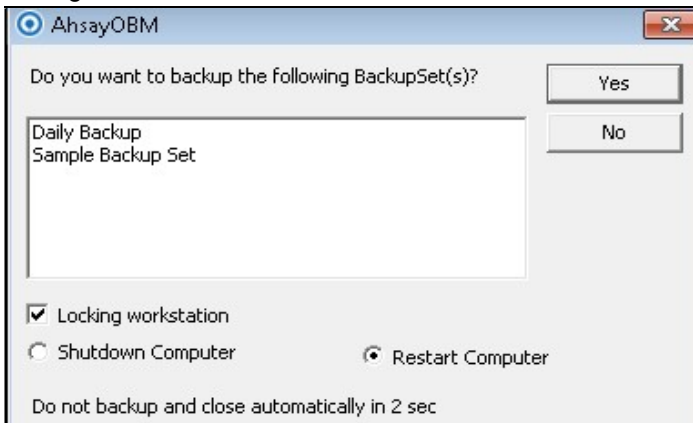 AhsayOBM
Do you want to backup the following BackupSet(s)?
Yes
No
Daily Backup
Sample Backup Set
Locking workstation
Shutdown Computer
Restart Computer
Do not backup and close automatically in 2 sec